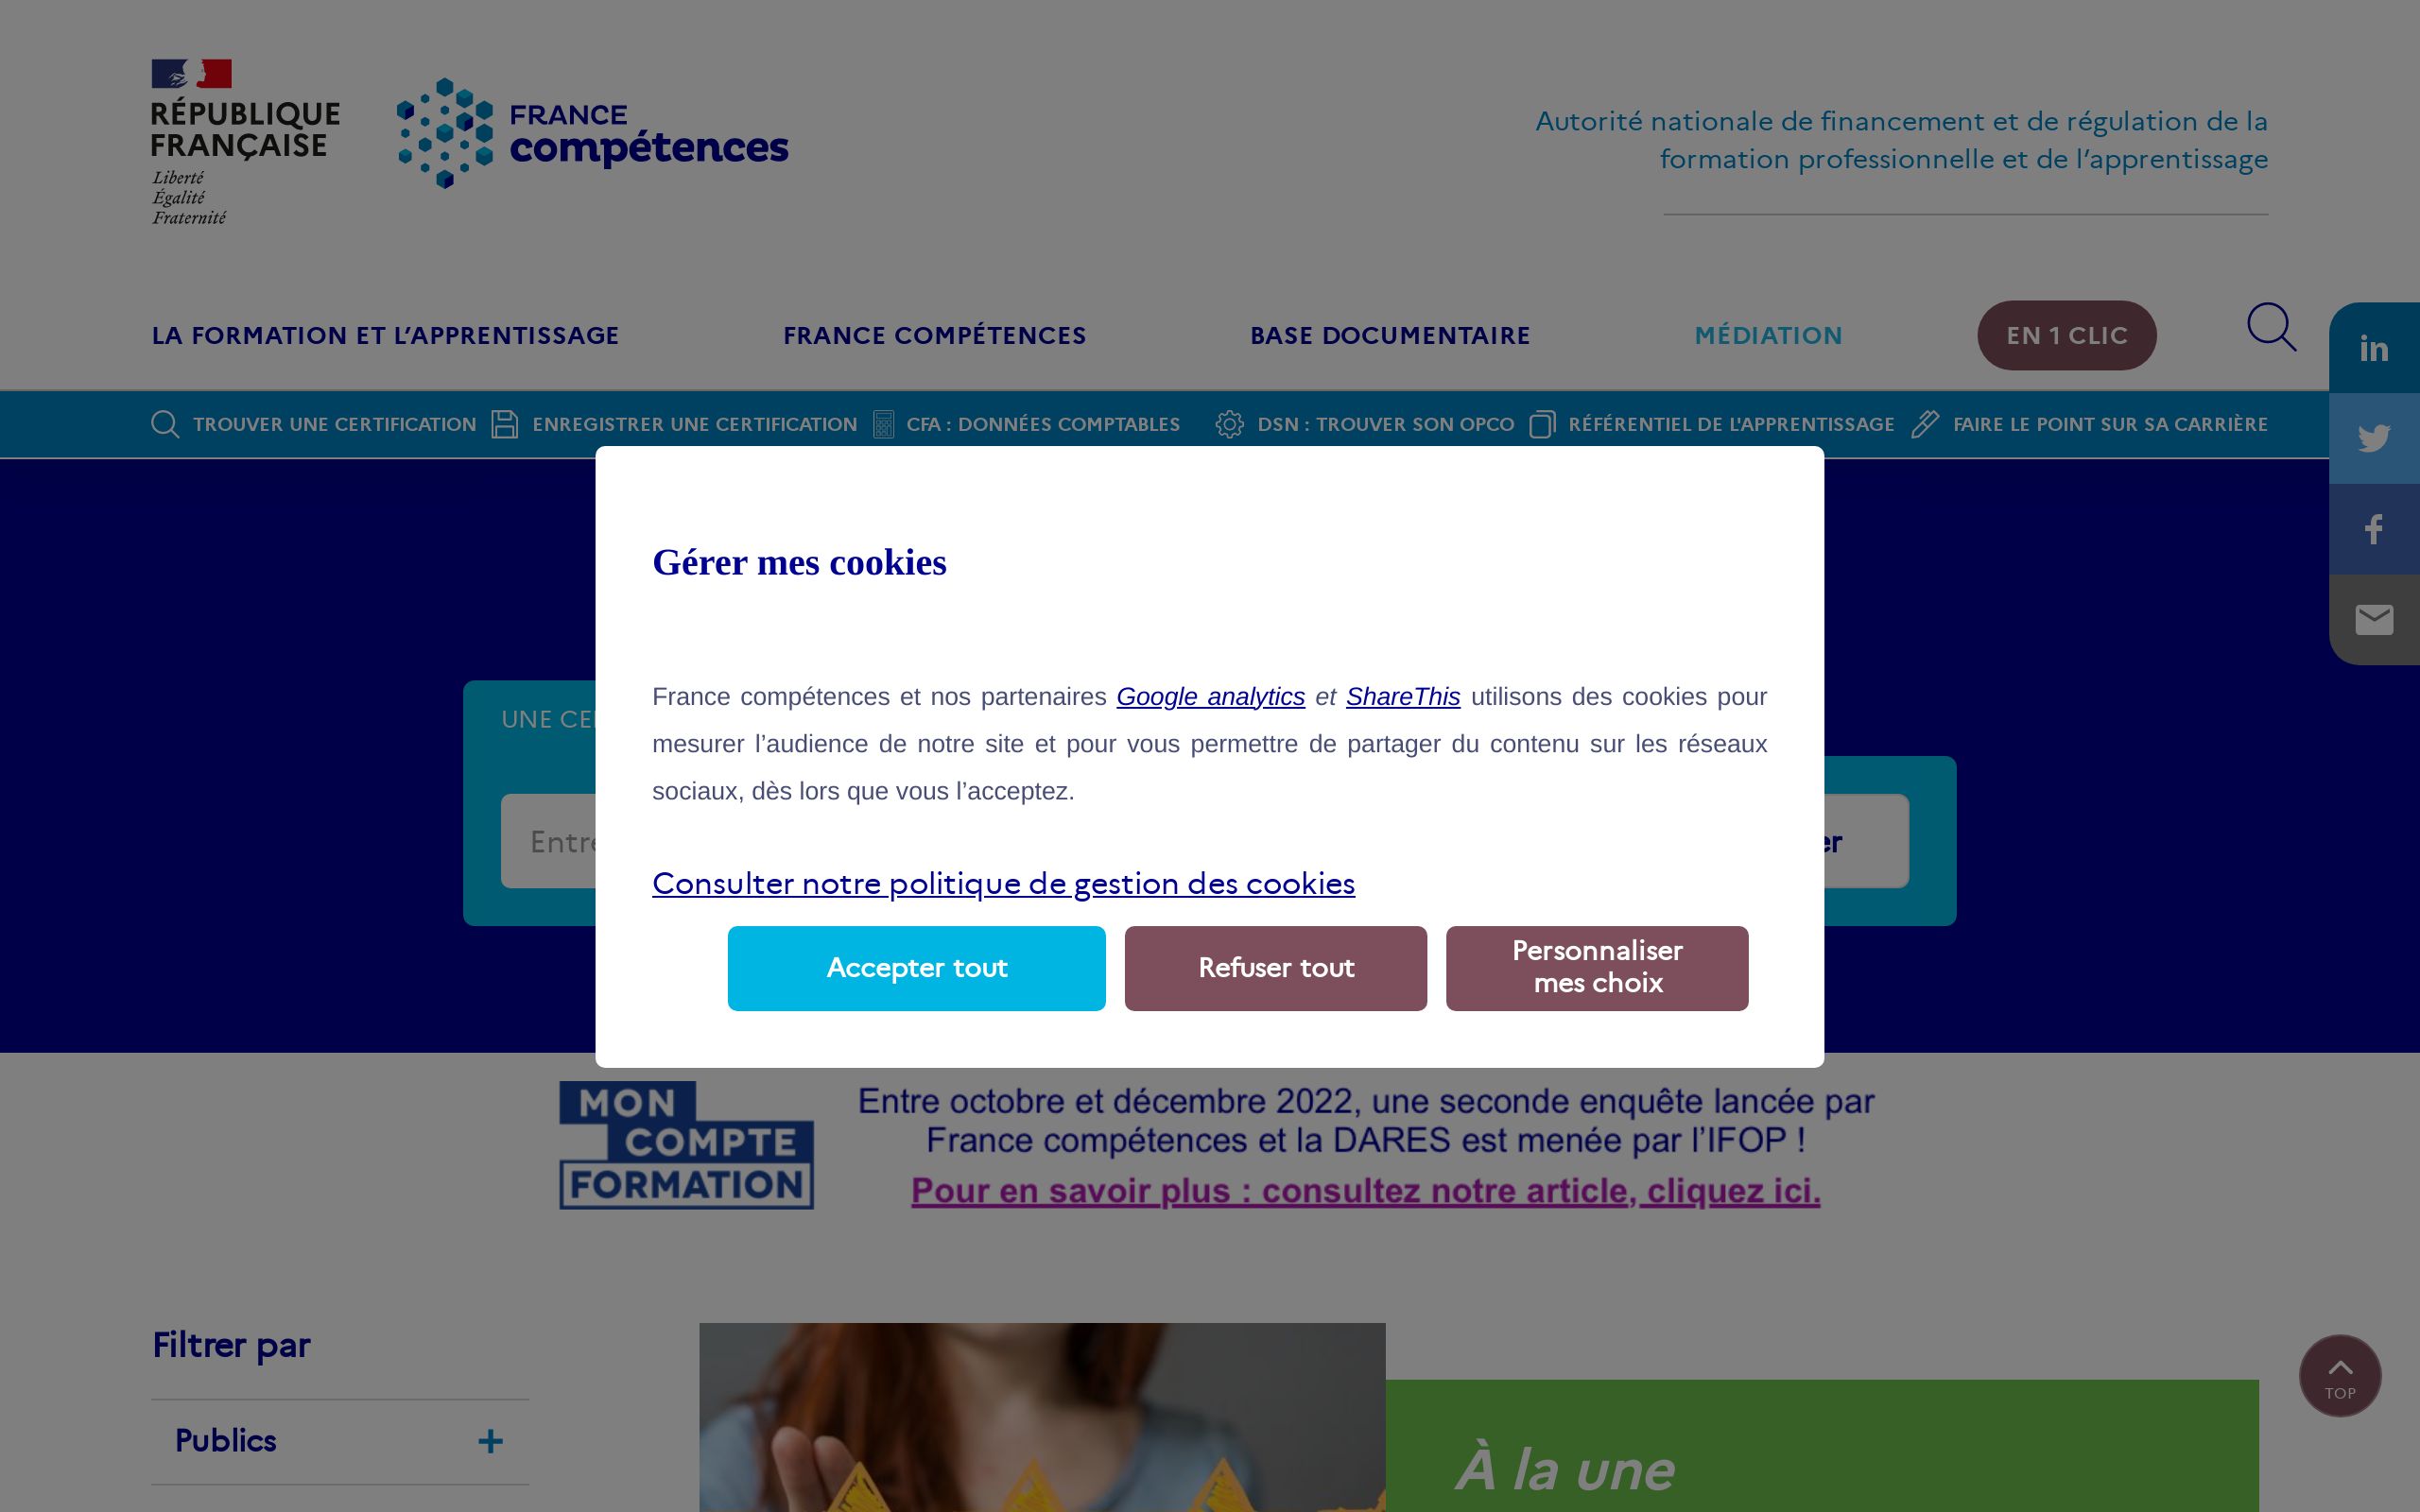 RÉPUBLIQUE
FRANÇAISE
Liberté
Égalité
Fraternité
FRANCE
compétences
Autorité nationale de financement et de régulation de la
formation professionnelle et de l’apprentissage
LA FORMATION ET L’APPRENTISSAGE
FRANCE COMPÉTENCES
BASE DOCUMENTAIRE
MÉDIATION
EN 1 CLIC
TROUVER UNE CERTIFICATION
ENREGISTRER UNE CERTIFICATION
CFA : DONNÉES COMPTABLES
DSN : TROUVER SON OPCO
RÉFÉRENTIEL DE L'APPRENTISSAGE
FAIRE LE POINT SUR SA CARRIÈRE
Gérer mes cookies
France compétences et nos partenaires Google analytics et ShareThis utilisons des cookies pour
mesurer l’audience de notre site et pour vous permettre de partager du contenu sur les réseaux
sociaux, dès lors que vous l’acceptez.
Consulter notre politique de gestion des cookies
Accepter tout
Refuser tout
Personnaliser
mes choix
UNE
MON
COMPTE
FORMATION
Entre octobre et décembre 2022, une seconde enquête lancée par
France compétences et la DARES est menée par l’IFOP !
Pour en savoir plus : consultez notre article, cliquez ici.
Filtrer par
Publics
À la une
TOP